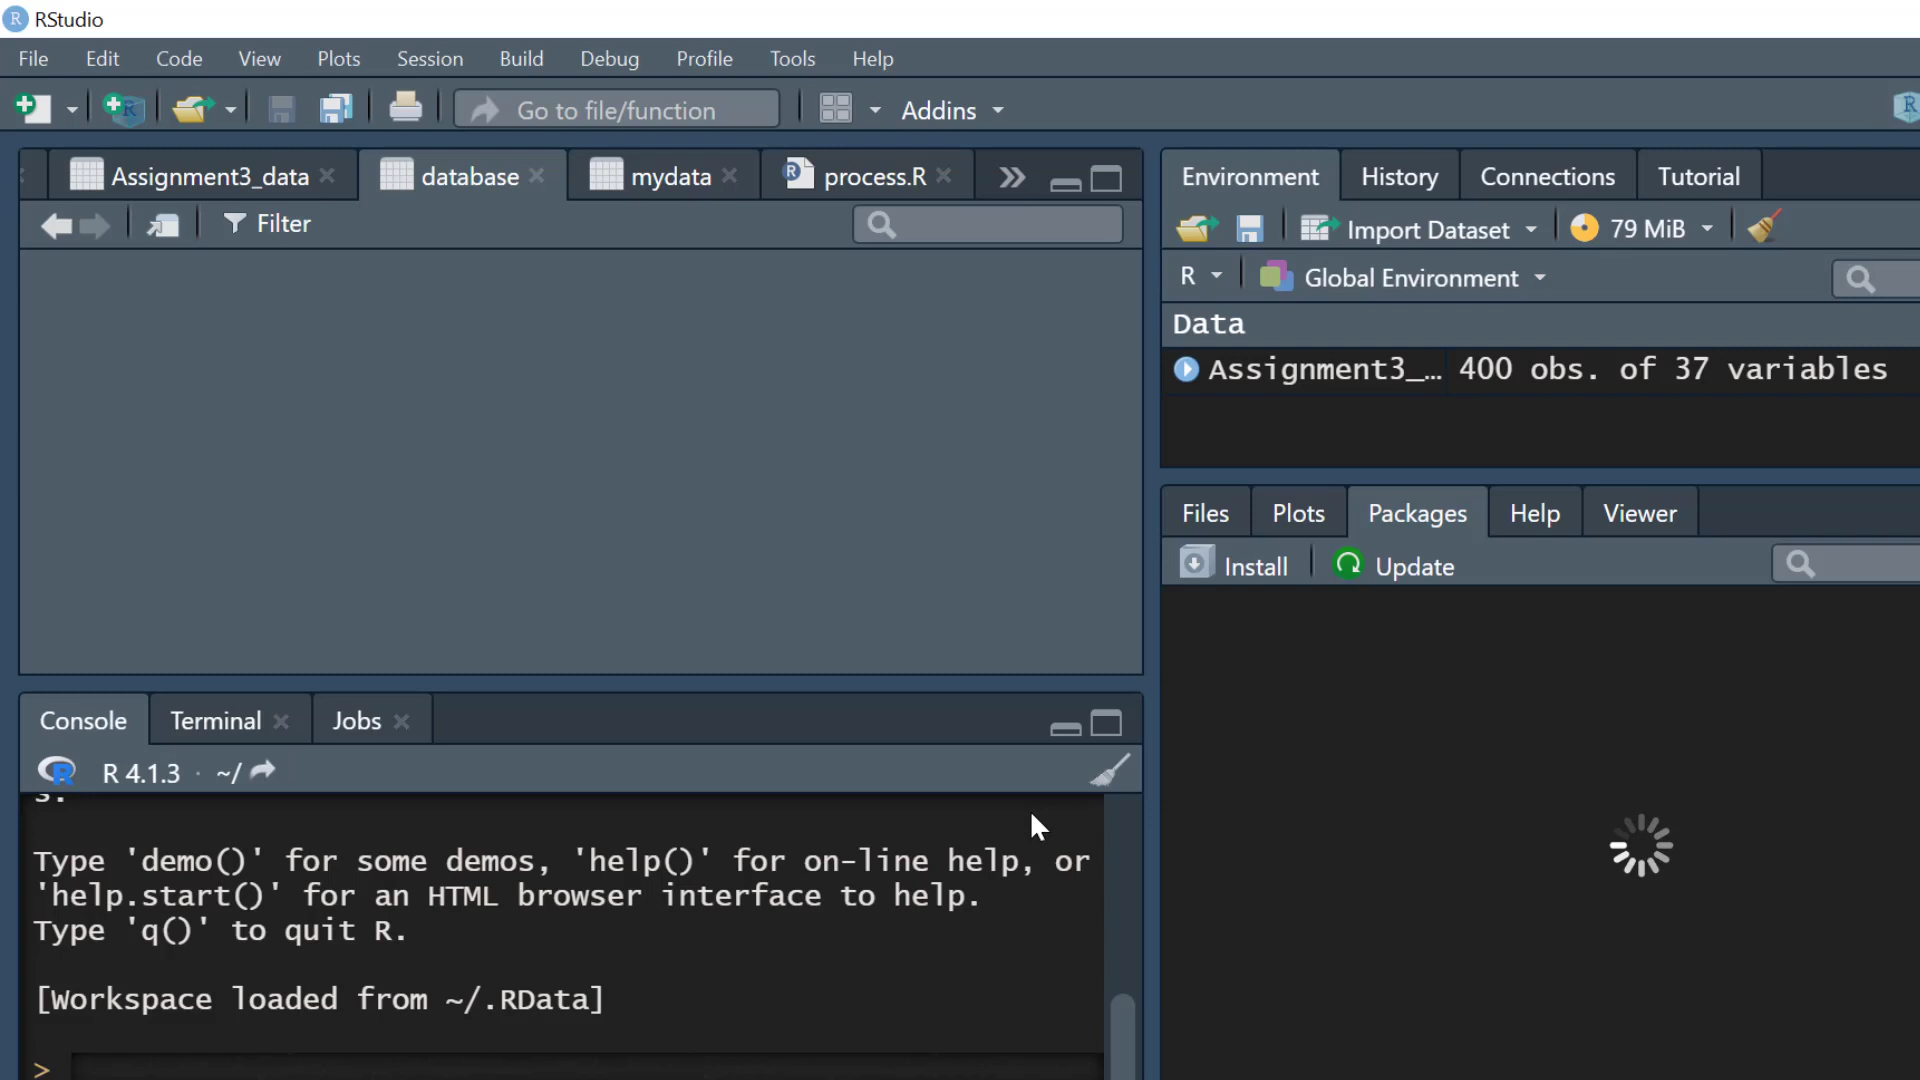 RStudio
File Edit Code View Plots Session Build Debug Profile Tools Help
Go to file/function Addins
Assignment3_data database mydata process.R
Filter
Environment History Connections Tutorial
Import Dataset 79 MiB
R Global Environment
Data
Assignment3_… 400 obs. of 37 variables
Files Plots Packages Help Viewer
Install Update
Console Terminal Jobs
R 4.1.3 · ~/
s.
Type 'demo()' for some demos, 'help()' for on-line help, or
'help.start()' for an HTML browser interface to help.
Type 'q()' to quit R.
[Workspace loaded from ~/.RData]
>